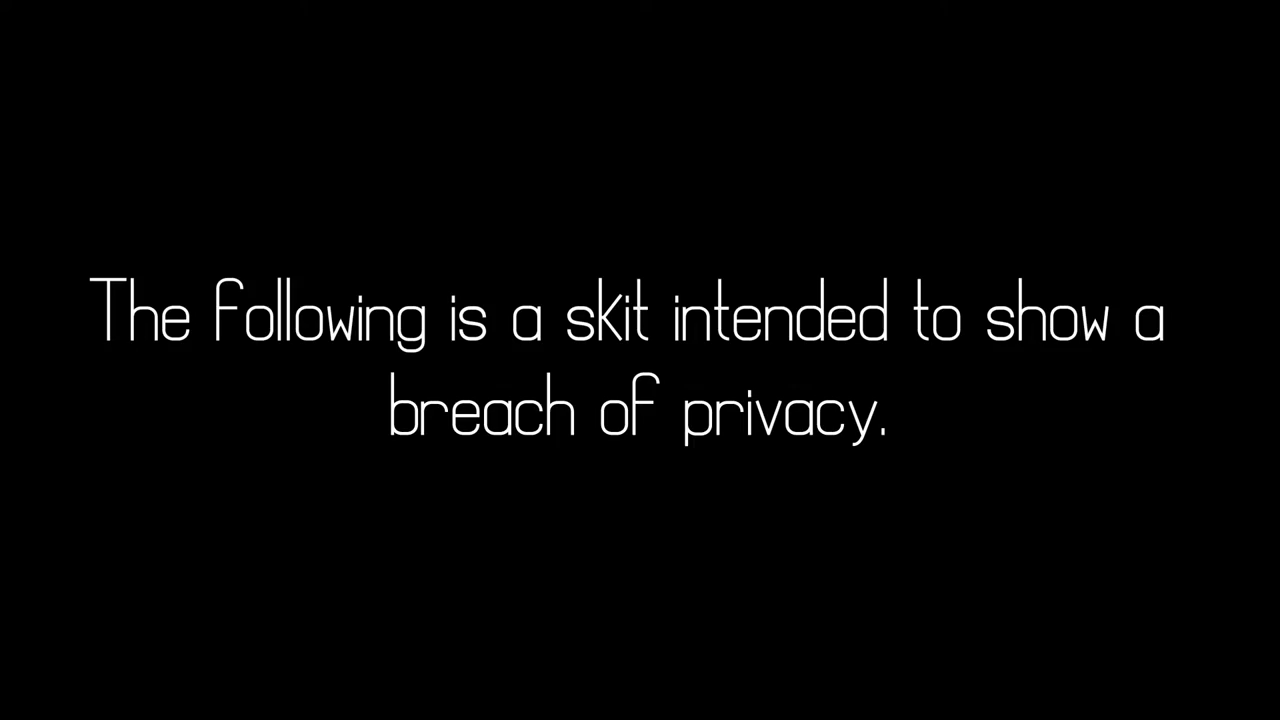 The following is a skit intended to show a
breach of privacy.